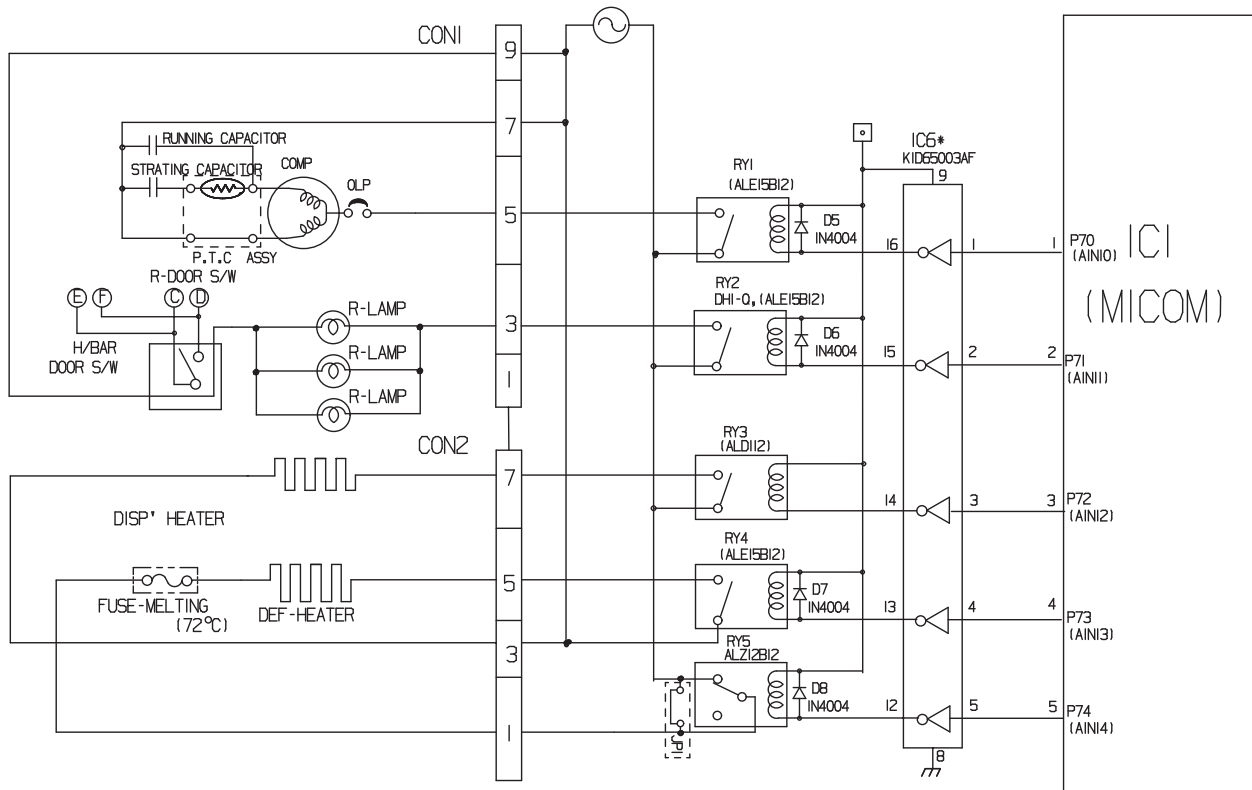 CON1
9
7
5
3
1
RUNNING CAPACITOR
STRATING CAPACITOR
COMP
OLP
P.T.C ASSY
R-DOOR S/W
E F C D
H/BAR
DOOR S/W
R-LAMP
R-LAMP
R-LAMP
CON2
7
5
3
1
DISP' HEATER
FUSE-MELTING
(72°C)
DEF-HEATER
RY1
(ALE15B12)
D5
IN4004
RY2
DHI-Q,(ALE15B12)
D6
IN4004
RY3
(ALD112)
RY4
(ALE15B12)
D7
IN4004
RY5
ALZ12B12
D8
IN4004
JP1
IC6*
KID65003AF
9
16 1
15 2
14 3
13 4
12 5
8
1 P70
(AIN10)
2 P71
(AIN11)
3 P72
(AIN12)
4 P73
(AIN13)
5 P74
(AIN14)
IC1
(MICOM)